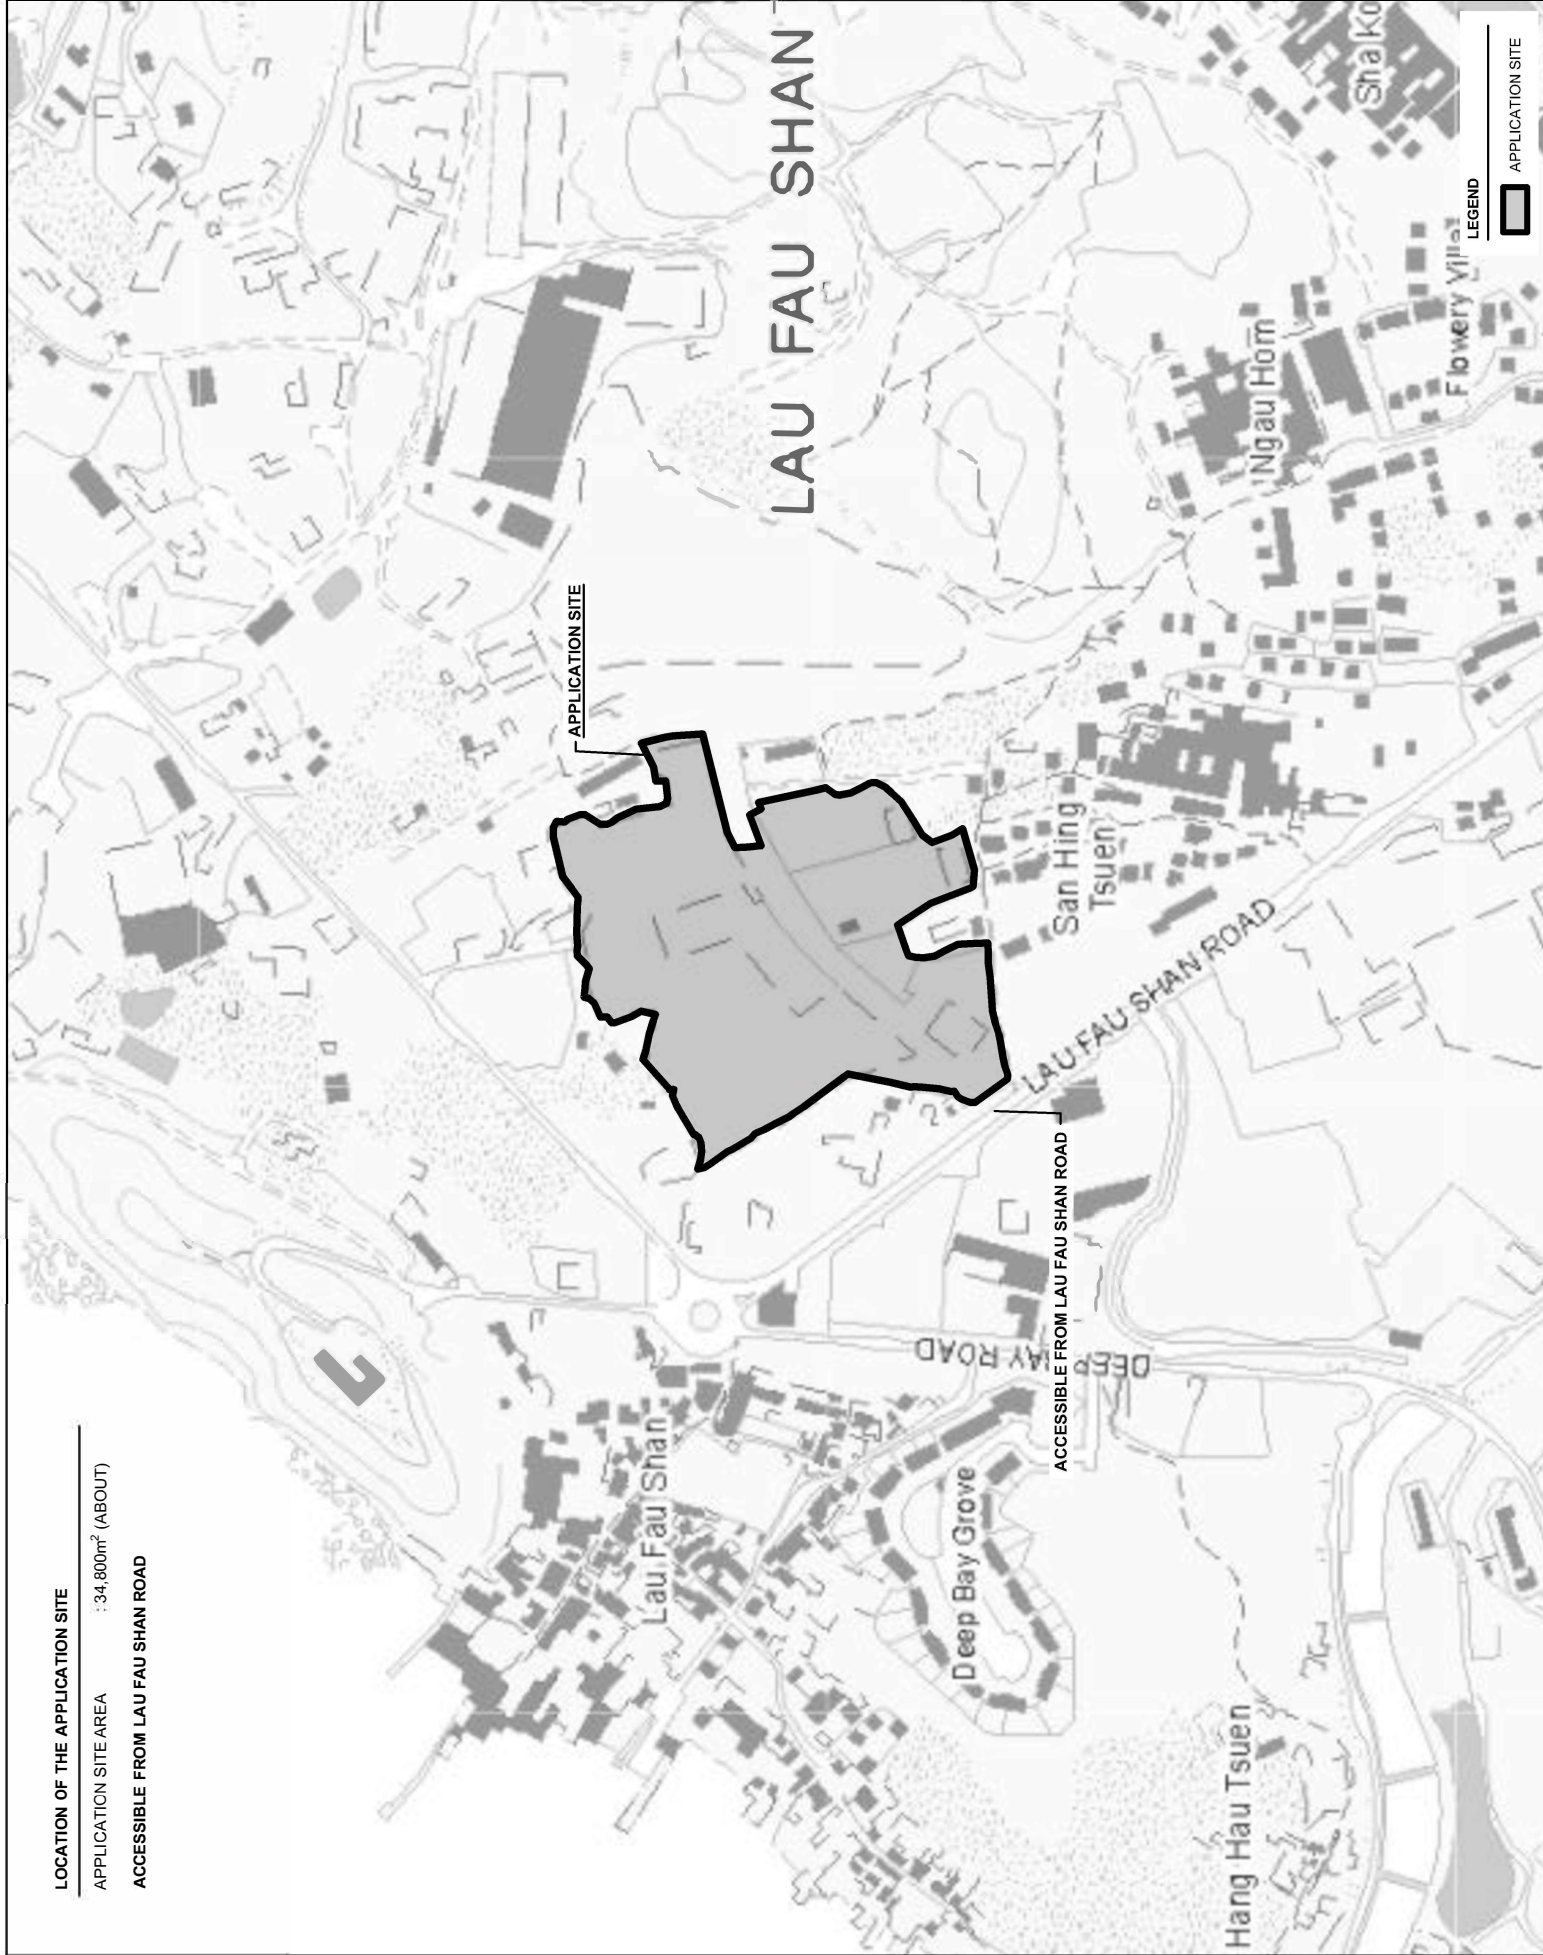 LOCATION OF THE APPLICATION SITE
APPLICATION SITE AREA : 34,800m² (ABOUT)
ACCESSIBLE FROM LAU FAU SHAN ROAD
APPLICATION SITE
LAU FAU SHAN
Lau Fau Shan
Deep Bay Grove
DEEP BAY ROAD
ACCESSIBLE FROM LAU FAU SHAN ROAD
LAU FAU SHAN ROAD
San Hing
Tsuen
Ngau Hom
Hang Hau Tsuen
Sha Ko
Flowery Villa
LEGEND
APPLICATION SITE